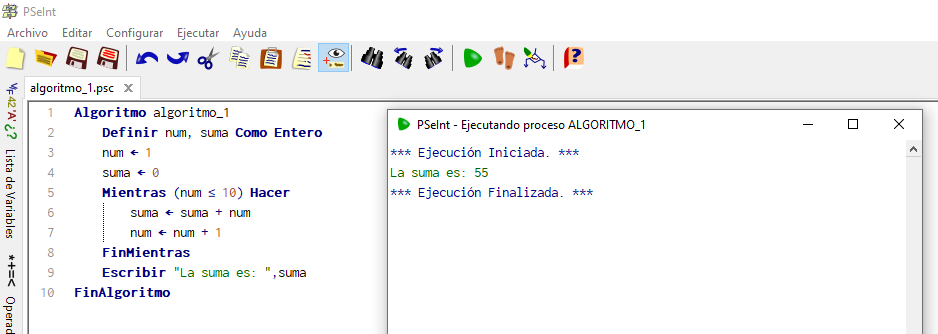 PSeInt
Archivo Editar Configurar Ejecutar Ayuda
algoritmo_1.psc
Lista de Variables
*+=<
Operad
1 Algoritmo algoritmo_1
2 Definir num, suma Como Entero
3 num ← 1
4 suma ← 0
5 Mientras (num ≤ 10) Hacer
6 suma ← suma + num
7 num ← num + 1
8 FinMientras
9 Escribir "La suma es: ",suma
10 FinAlgoritmo
PSeInt - Ejecutando proceso ALGORITMO_1
*** Ejecución Iniciada. ***
La suma es: 55
*** Ejecución Finalizada. ***